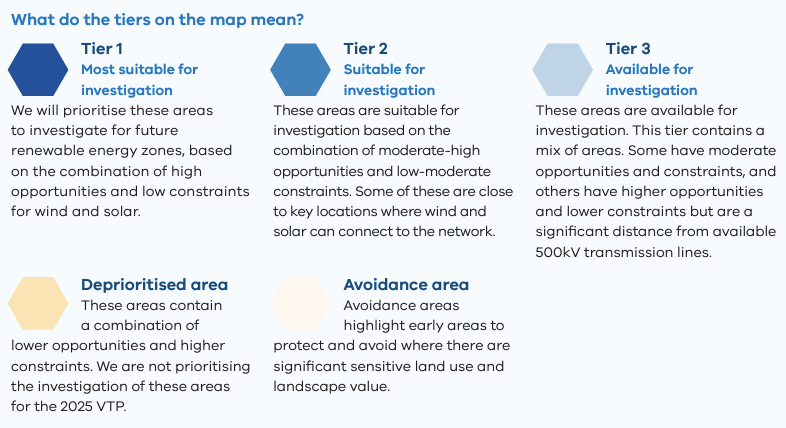 What do the tiers on the map mean?
Tier 1
Most suitable for
investigation
We will prioritise these areas
to investigate for future
renewable energy zones, based
on the combination of high
opportunities and low constraints
for wind and solar.
Tier 2
Suitable for
investigation
These areas are suitable for
investigation based on the
combination of moderate-high
opportunities and low-moderate
constraints. Some of these are close
to key locations where wind and
solar can connect to the network.
Tier 3
Available for
investigation
These areas are available for
investigation. This tier contains a
mix of areas. Some have moderate
opportunities and constraints, and
others have higher opportunities
and lower constraints but are a
significant distance from available
500kV transmission lines.
Deprioritised area
These areas contain
a combination of
lower opportunities and higher
constraints. We are not prioritising
the investigation of these areas
for the 2025 VTP.
Avoidance area
Avoidance areas
highlight early areas to
protect and avoid where there are
significant sensitive land use and
landscape value.